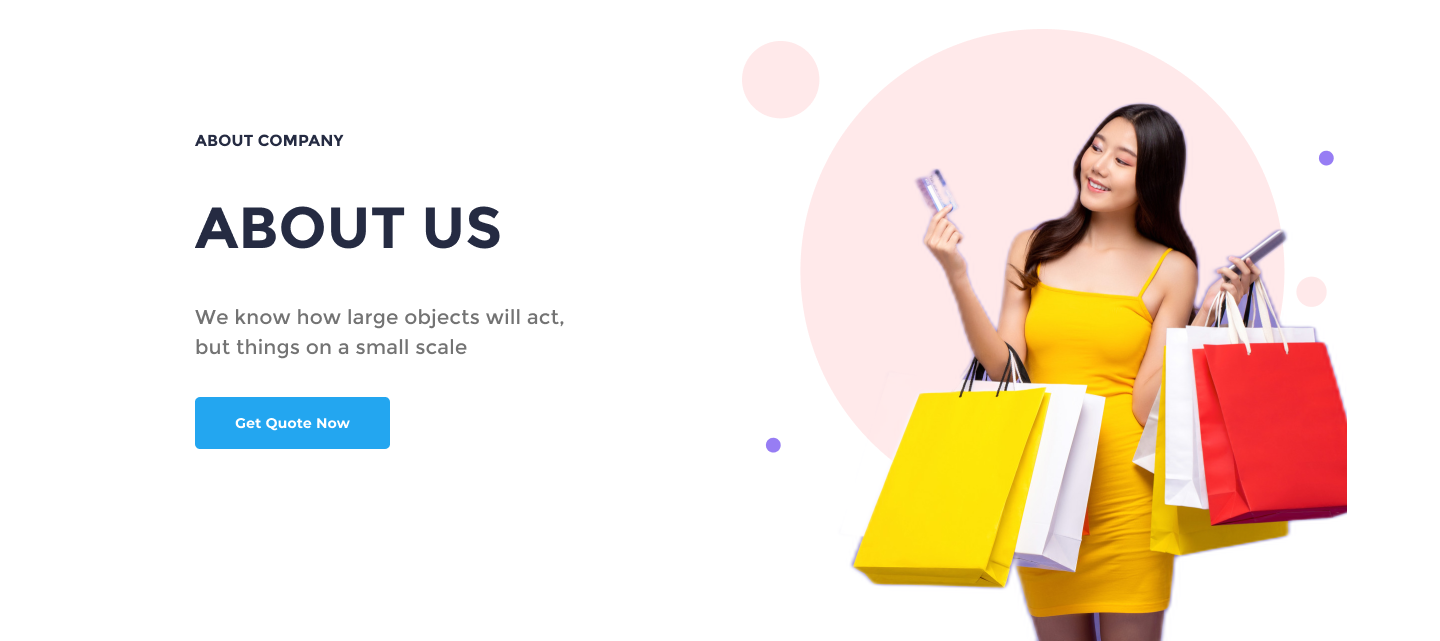 ABOUT COMPANY
ABOUT US
We know how large objects will act,
but things on a small scale
Get Quote Now